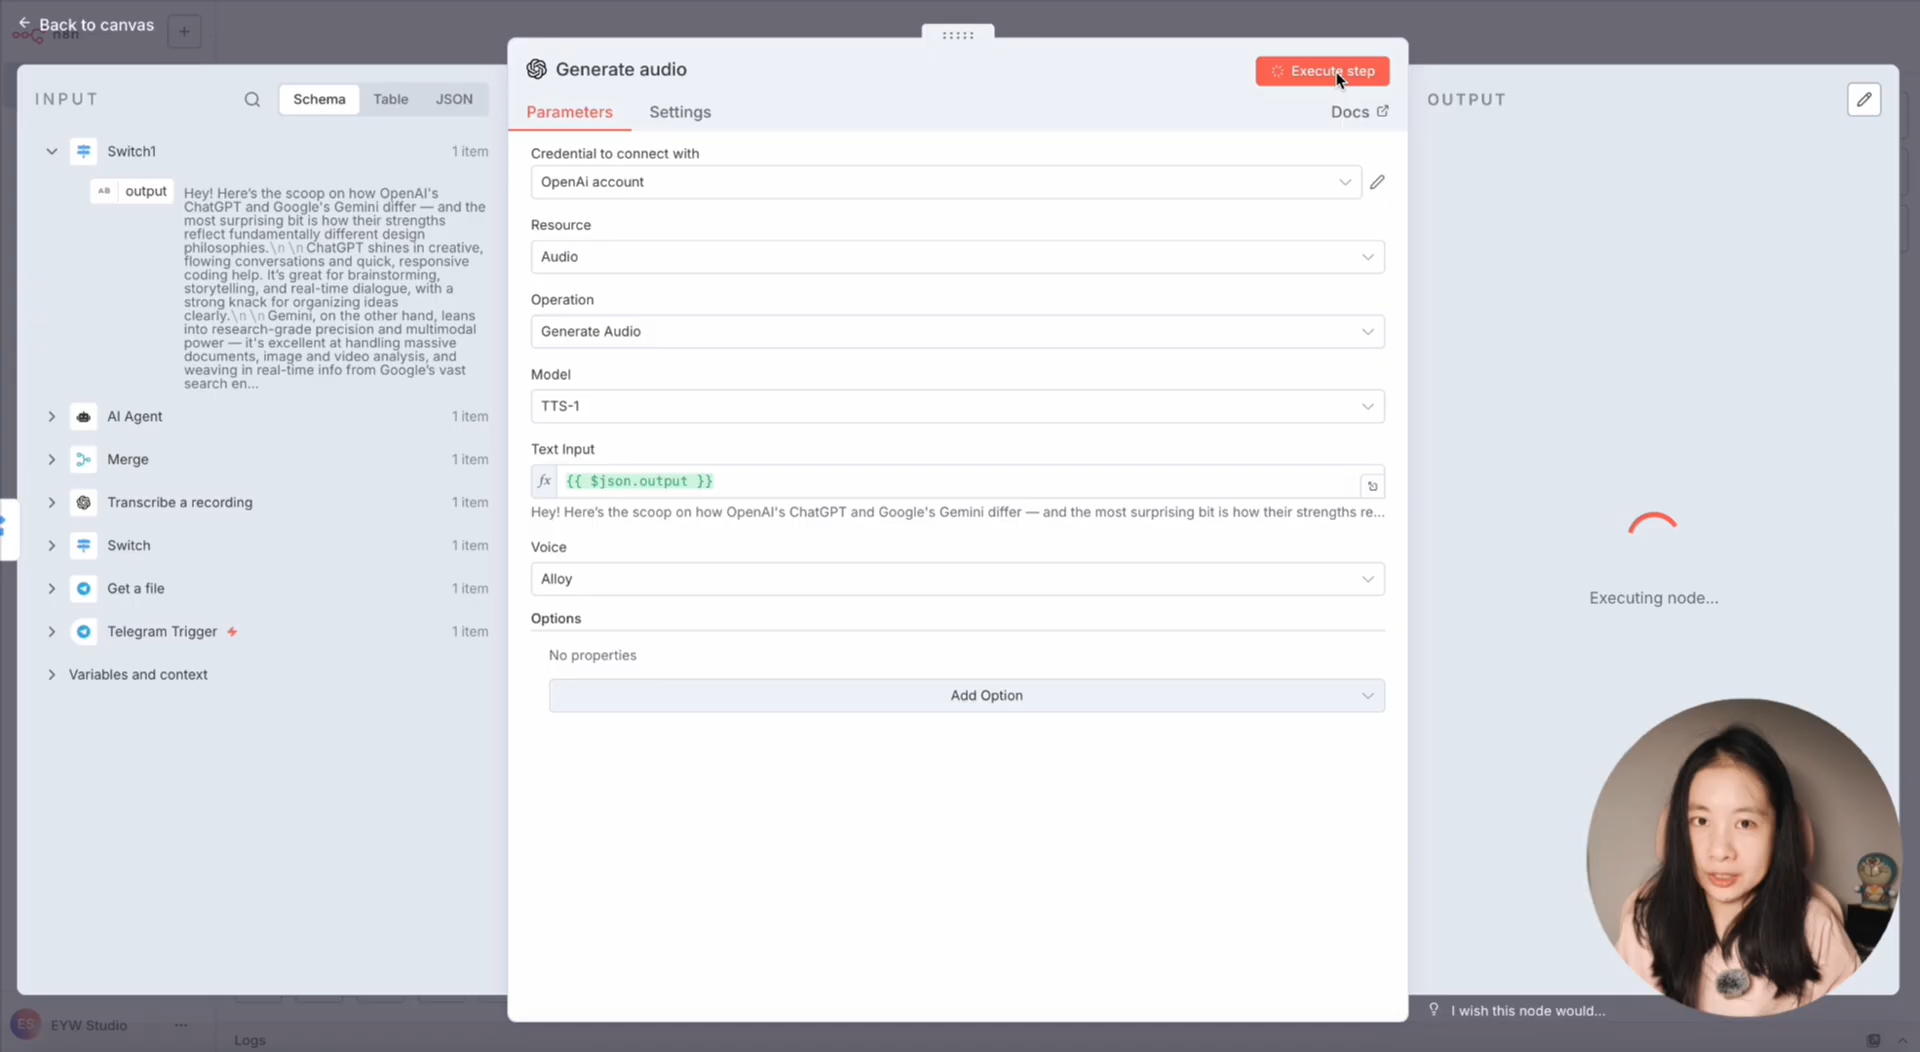 ← Back to canvas
n8n
+
INPUT
Schema
Table
JSON
Switch1
1 item
AB output
Hey! Here's the scoop on how OpenAI's
ChatGPT and Google's Gemini differ — and the
most surprising bit is how their strengths
reflect fundamentally different design
philosophies.\n\nChatGPT shines in creative,
flowing conversations and quick, responsive
coding help. It's great for brainstorming,
storytelling, and real-time dialogue, with a
strong knack for organizing ideas
clearly.\n\nGemini, on the other hand, leans
into research-grade precision and multimodal
power — it's excellent at handling massive
documents, image and video analysis, and
weaving in real-time info from Google's vast
search en...
AI Agent
1 item
Merge
1 item
Transcribe a recording
1 item
Switch
1 item
Get a file
1 item
Telegram Trigger
1 item
Variables and context
Generate audio
Execute step
Parameters
Settings
Docs
Credential to connect with
OpenAi account
Resource
Audio
Operation
Generate Audio
Model
TTS-1
Text Input
fx {{ $json.output }}
Hey! Here's the scoop on how OpenAI's ChatGPT and Google's Gemini differ — and the most surprising bit is how their strengths re...
Voice
Alloy
Options
No properties
Add Option
OUTPUT
Executing node...
I wish this node would...
ES
EYW Studio
...
Logs